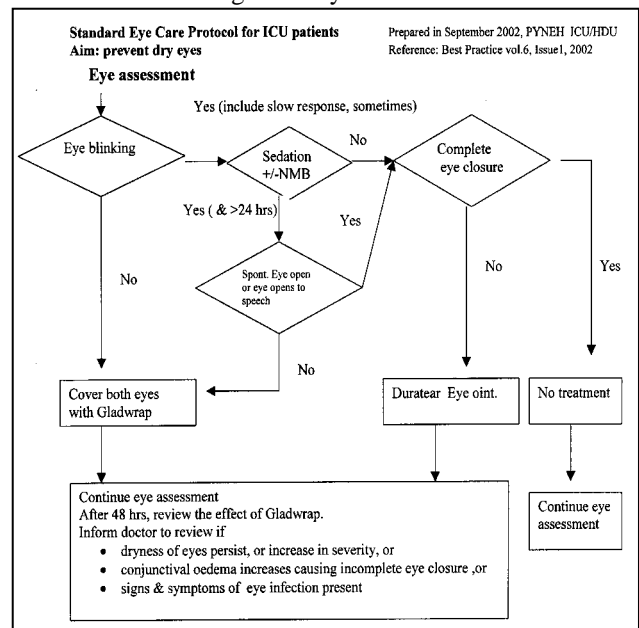 Standard Eye Care Protocol for ICU patients
Aim: prevent dry eyes
Prepared in September 2002, PYNEH ICU/HDU
Reference: Best Practice vol.6, Issue1, 2002
Eye assessment
Yes (include slow response, sometimes)
Eye blinking
Sedation
+/-NMB
No
Complete
eye closure
Yes ( & >24 hrs)
Yes
Spont. Eye open
or eye opens to
speech
No
No
Yes
No
Cover both eyes
with Gladwrap
Duratear Eye oint.
No treatment
Continue eye assessment
After 48 hrs, review the effect of Gladwrap.
Inform doctor to review if
• dryness of eyes persist, or increase in severity, or
• conjunctival oedema increases causing incomplete eye closure ,or
• signs & symptoms of eye infection present
Continue eye
assessment